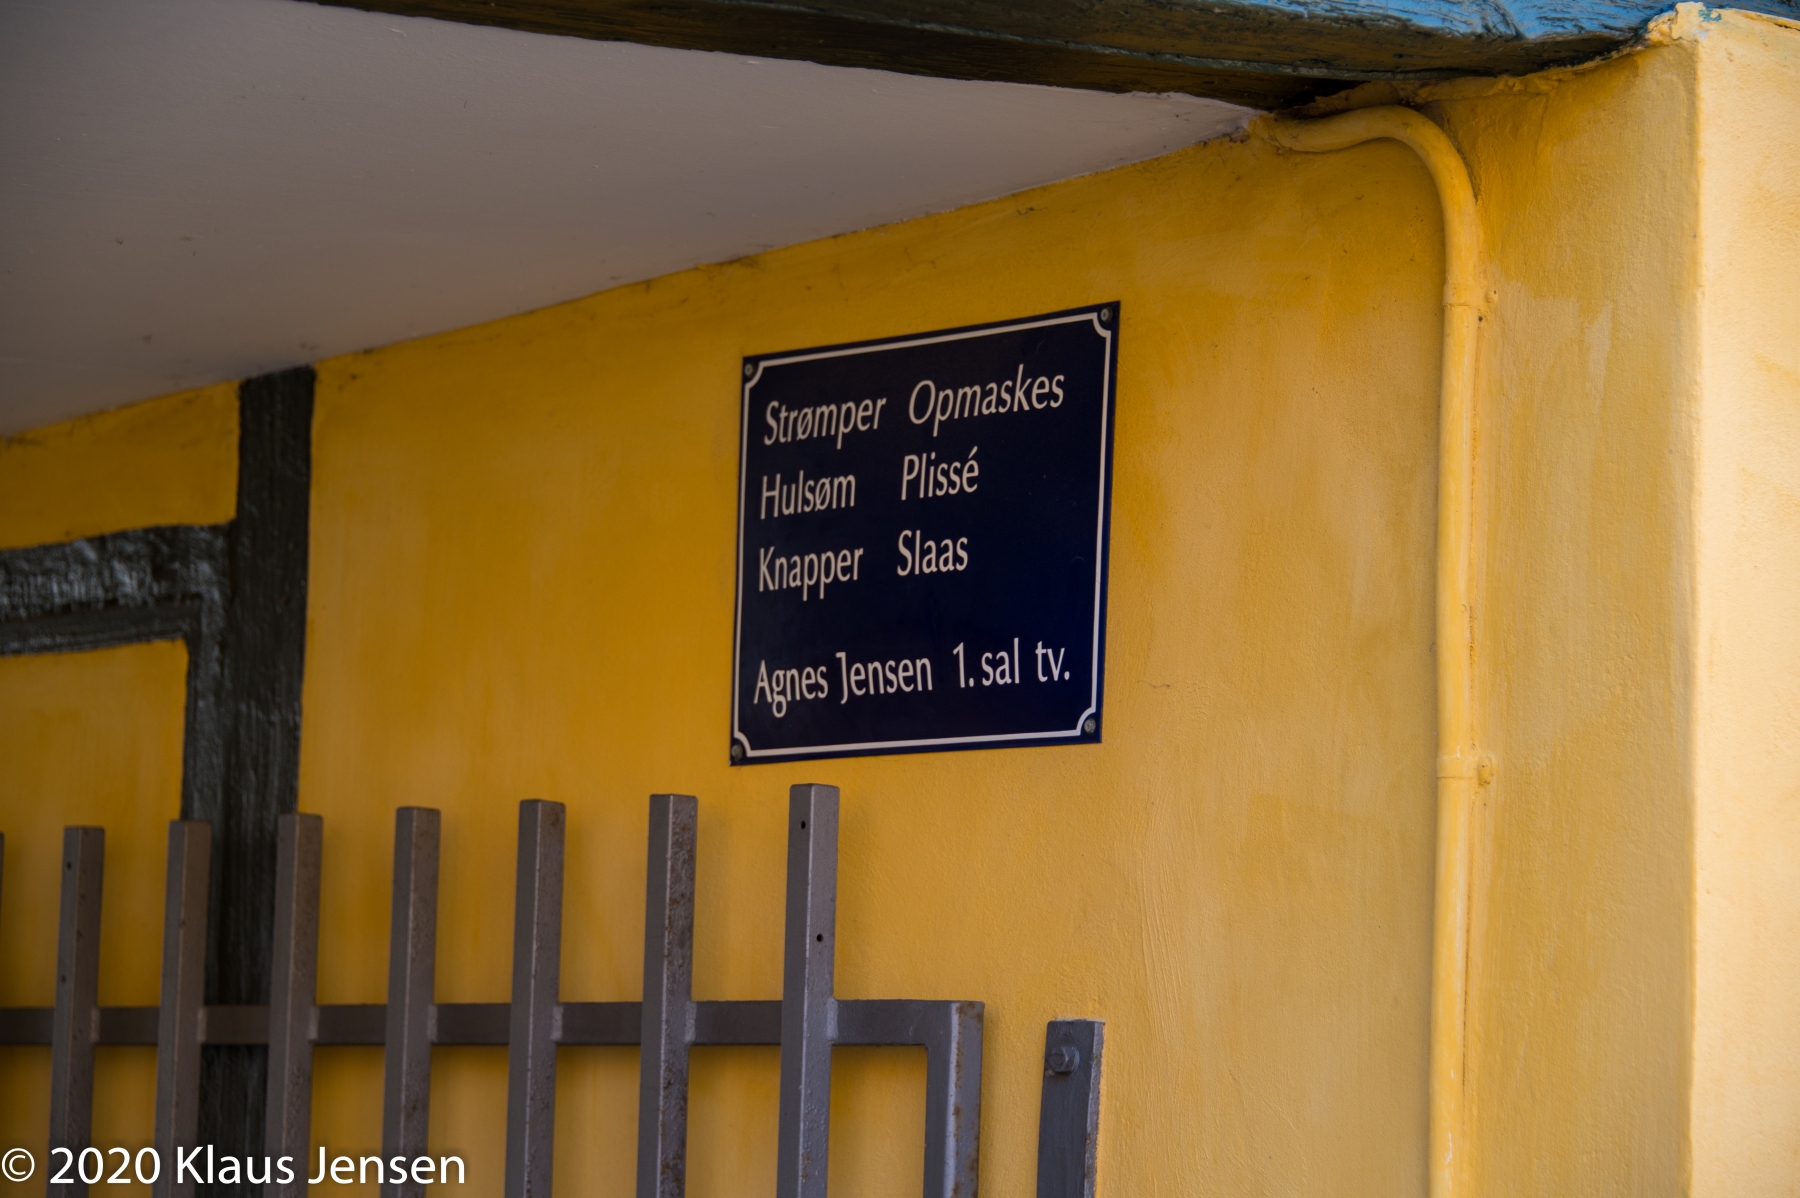 Strømper Opmaskes
Hulsøm Plissé
Knapper Slaas
Agnes Jensen 1. sal tv.
© 2020 Klaus Jensen